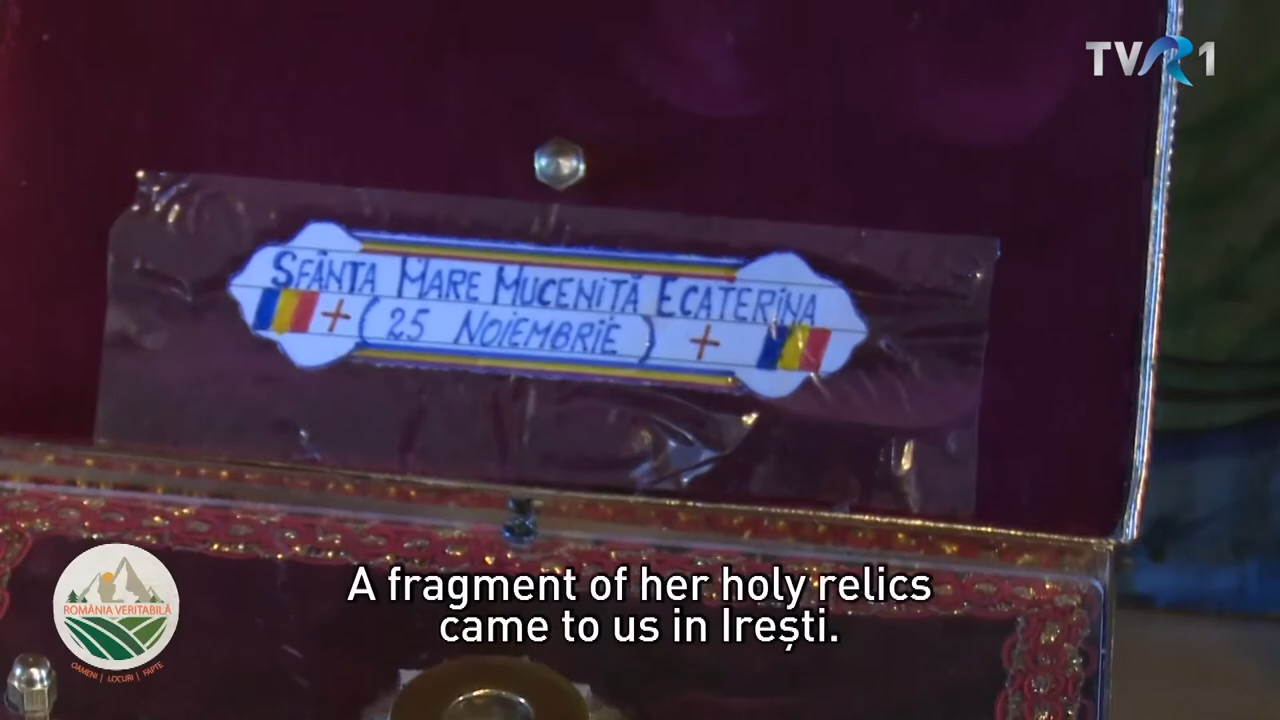 TVR1
SFÂNTA MARE MUCENIȚĂ ECATERINA
+ (25 NOIEMBRIE) +
ROMÂNIA VERITABILĂ
OAMENI | LOCURI | FAPTE
A fragment of her holy relics
came to us in Irești.